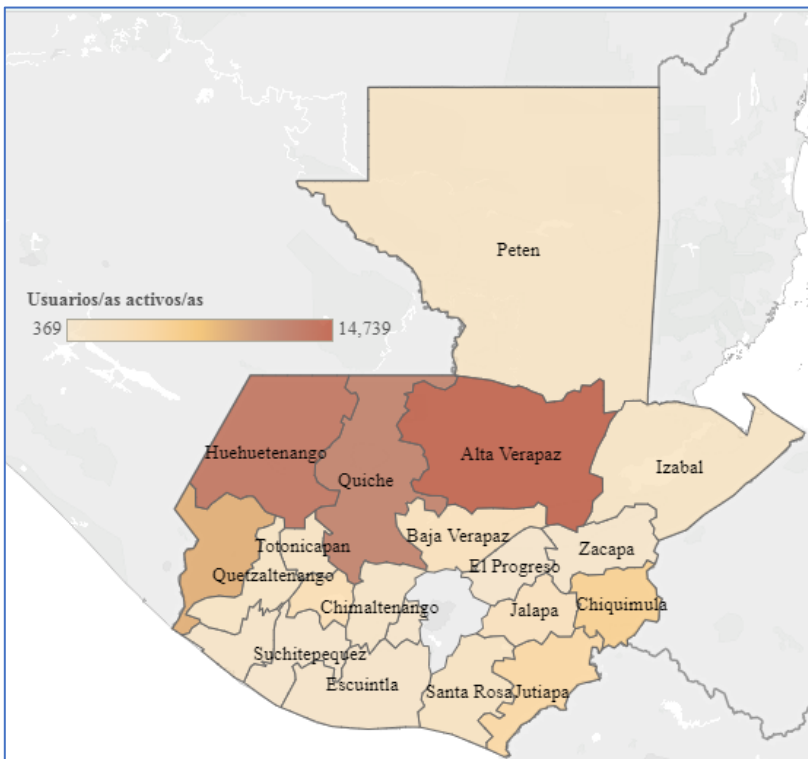 Peten
Usuarios/as activos/as
369 14,739
Huehuetenango
Quiche
Alta Verapaz
Izabal
Baja Verapaz
Totonicapan
El Progreso
Zacapa
Quetzaltenango
Chimaltenango
Jalapa
Chiquimula
Suchitepequez
Escuintla
Santa Rosa
Jutiapa